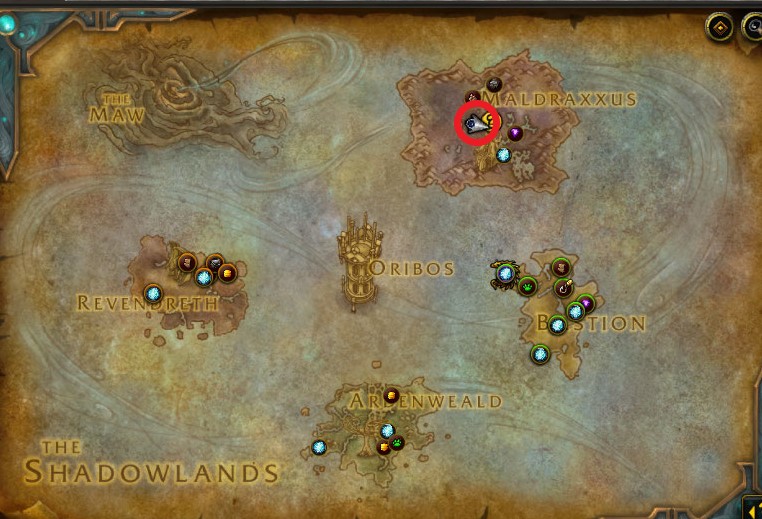 THE
MAW
MALDRAXXUS
ORIBOS
REVENDRETH
BASTION
ARDENWEALD
THE
SHADOWLANDS